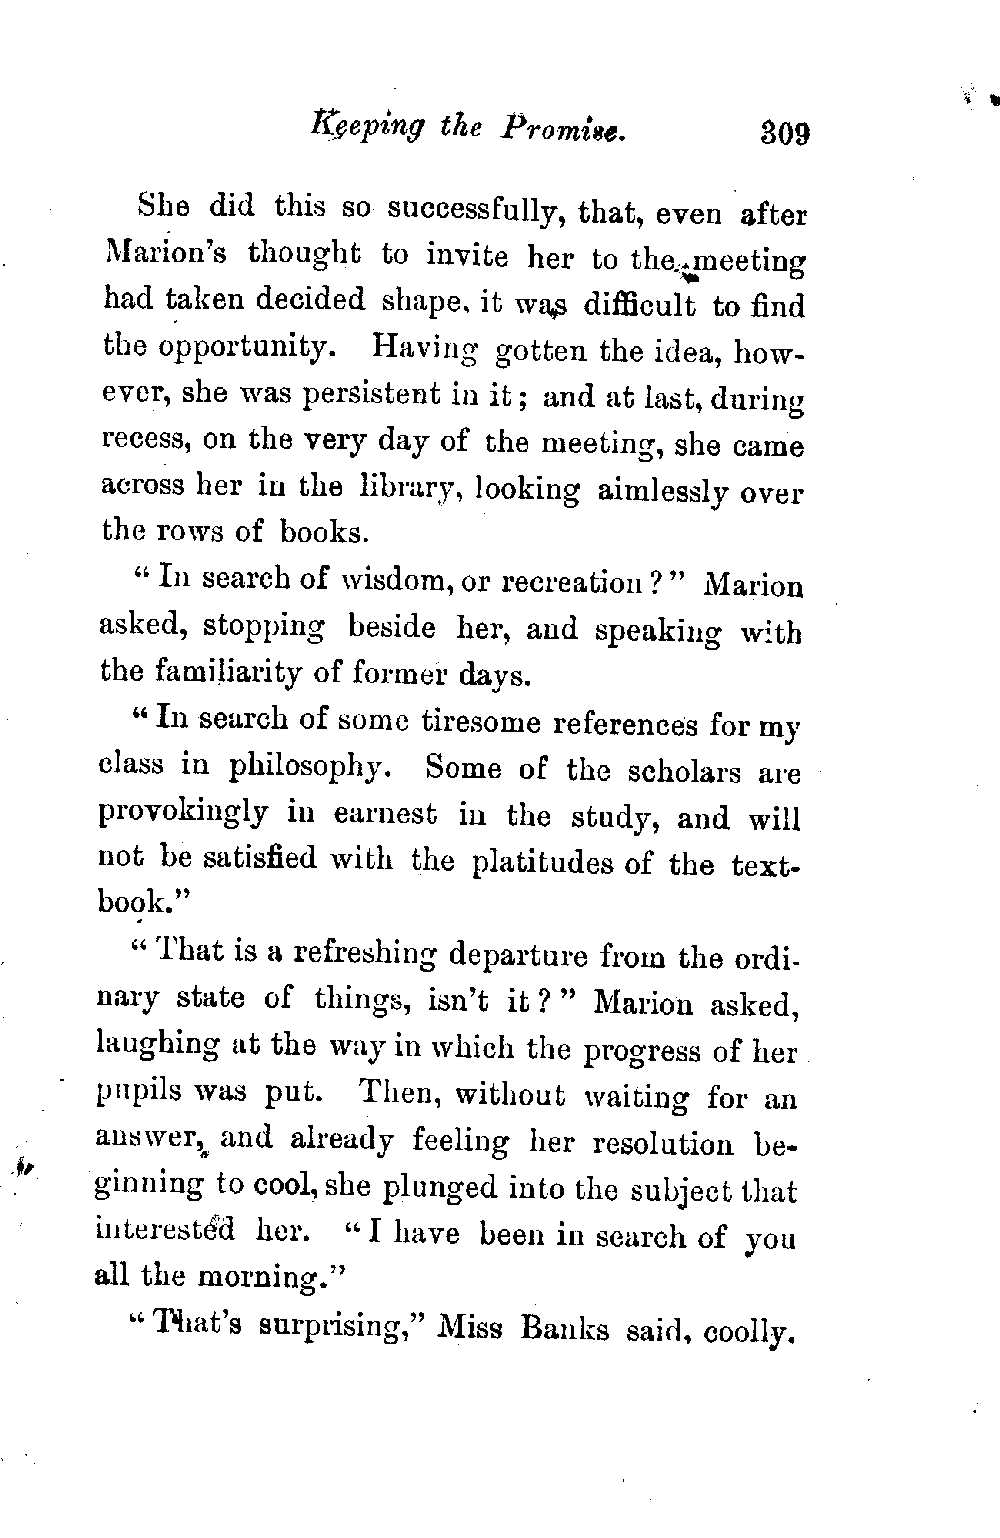 Keeping the Promise. 309
She did this so successfully, that, even after
Marion's thought to invite her to the meeting
had taken decided shape, it was difficult to find
the opportunity. Having gotten the idea, how-
ever, she was persistent in it; and at last, during
recess, on the very day of the meeting, she came
across her in the library, looking aimlessly over
the rows of books.
"In search of wisdom, or recreation?" Marion
asked, stopping beside her, and speaking with
the familiarity of former days.
"In search of some tiresome references for my
class in philosophy. Some of the scholars are
provokingly in earnest in the study, and will
not be satisfied with the platitudes of the text-
book."
"That is a refreshing departure from the ordi-
nary state of things, isn't it?" Marion asked,
laughing at the way in which the progress of her
pupils was put. Then, without waiting for an
answer, and already feeling her resolution be-
ginning to cool, she plunged into the subject that
interested her. "I have been in search of you
all the morning."
"That's surprising," Miss Banks said, coolly.